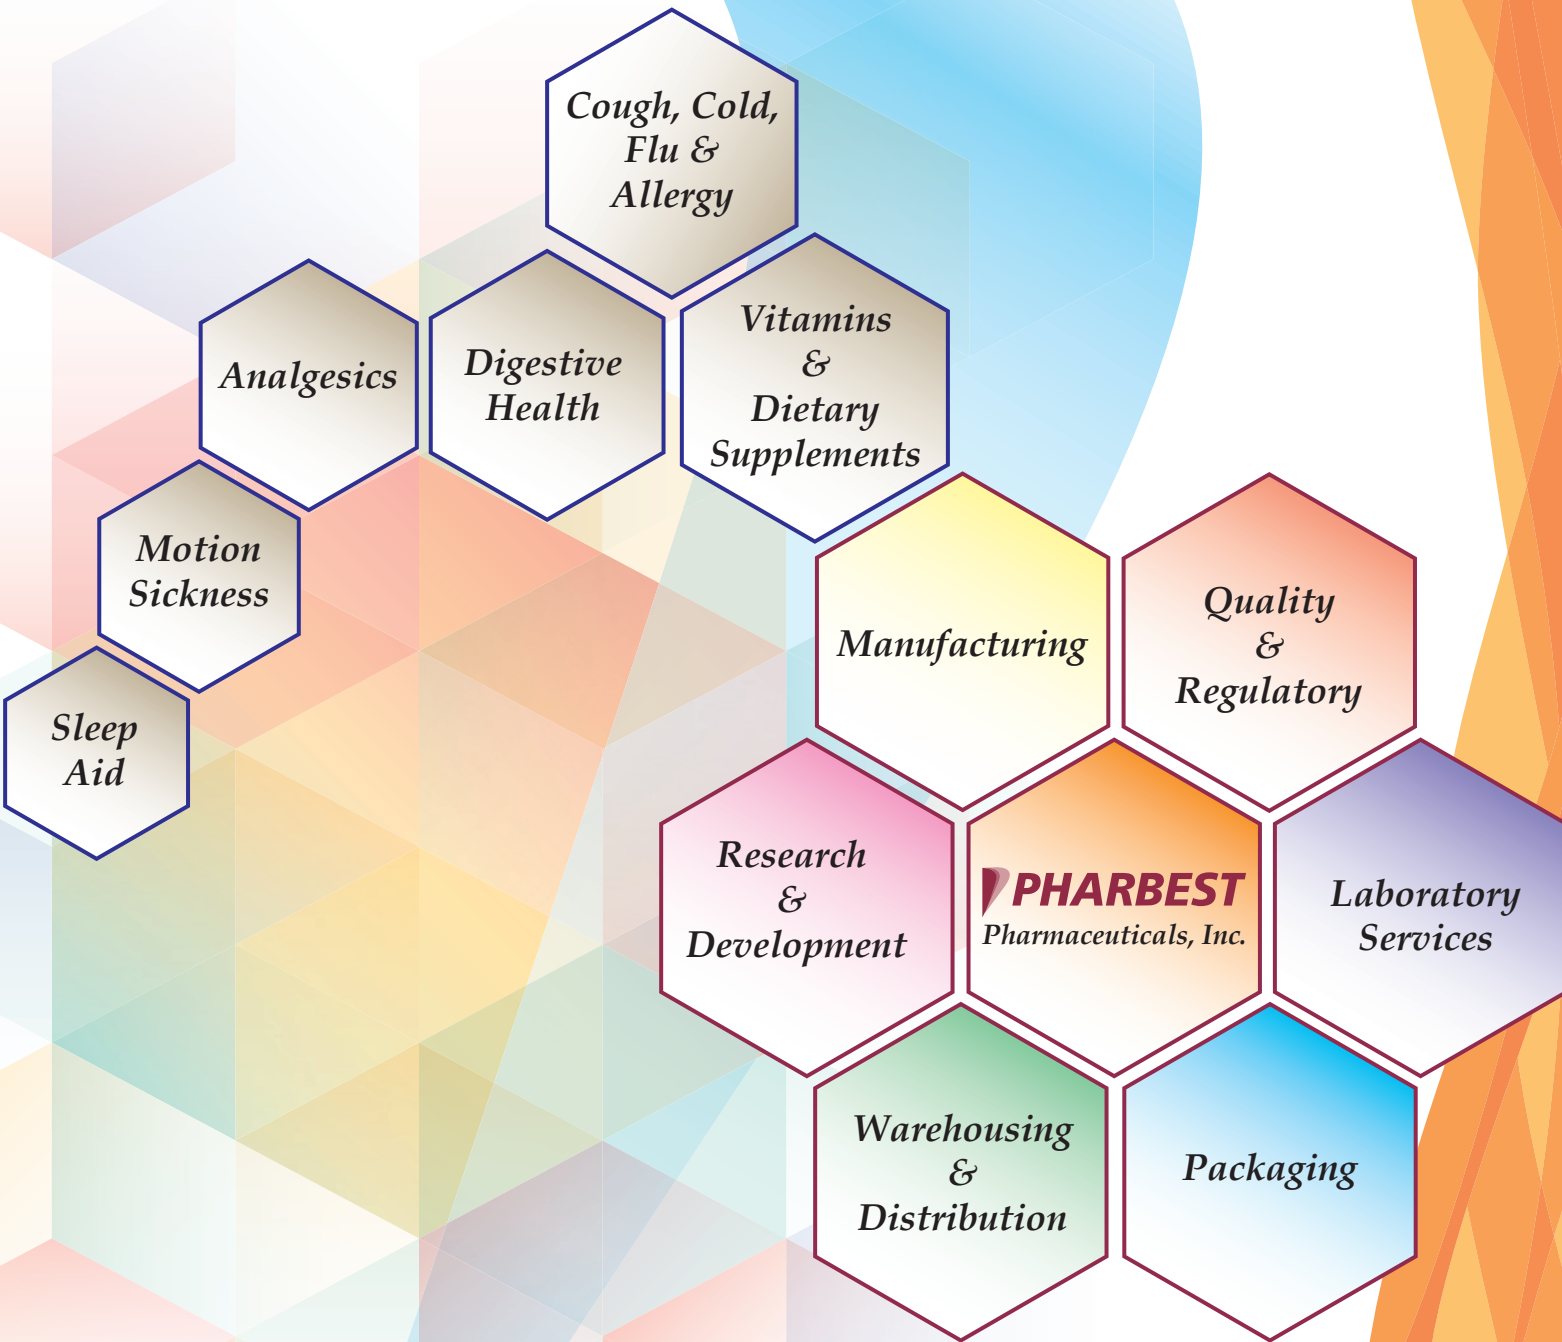 Cough, Cold,
Flu &
Allergy
Analgesics
Digestive
Health
Vitamins
&
Dietary
Supplements
Motion
Sickness
Sleep
Aid
Manufacturing
Quality
&
Regulatory
Research
&
Development
PHARBEST
Pharmaceuticals, Inc.
Laboratory
Services
Warehousing
&
Distribution
Packaging